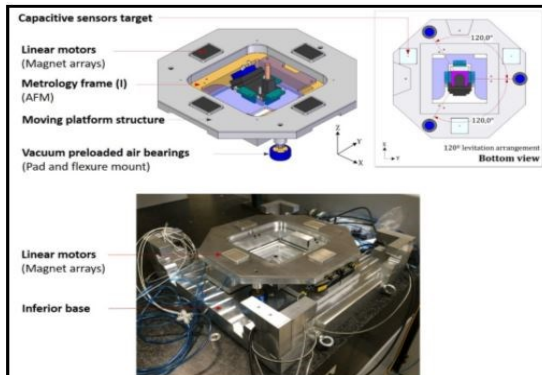 Capacitive sensors target
Linear motors
(Magnet arrays)
Metrology frame (I)
(AFM)
Moving platform structure
Vacuum preloaded air bearings
(Pad and flexure mount)
Z
Y
X
120,0°
120,0°
X
Y
120º levitation arrangement
Bottom view
Linear motors
(Magnet arrays)
Inferior base